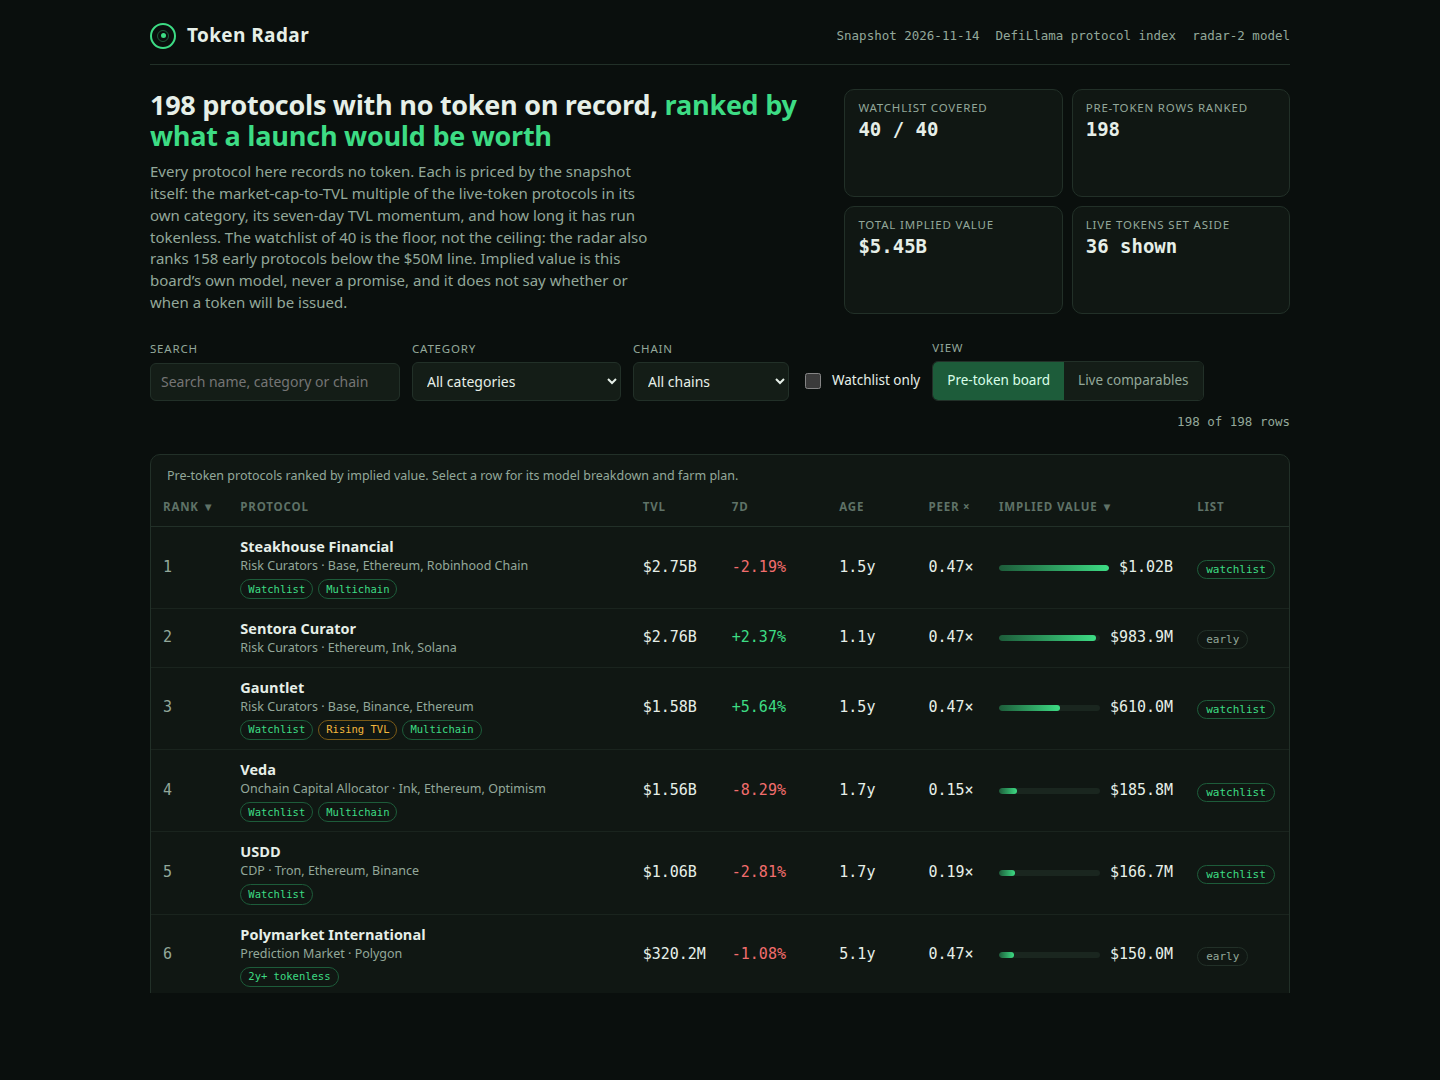 Token Radar
Snapshot 2026-11-14 DefiLlama protocol index radar-2 model
198 protocols with no token on record, ranked by
what a launch would be worth
Every protocol here records no token. Each is priced by the snapshot
itself: the market-cap-to-TVL multiple of the live-token protocols in its
own category, its seven-day TVL momentum, and how long it has run
tokenless. The watchlist of 40 is the floor, not the ceiling: the radar also
ranks 158 early protocols below the $50M line. Implied value is this
board’s own model, never a promise, and it does not say whether or
when a token will be issued.
WATCHLIST COVERED
40 / 40
PRE-TOKEN ROWS RANKED
198
TOTAL IMPLIED VALUE
$5.45B
LIVE TOKENS SET ASIDE
36 shown
SEARCH
Search name, category or chain
CATEGORY
All categories
CHAIN
All chains
Watchlist only
VIEW
Pre-token board Live comparables
198 of 198 rows
Pre-token protocols ranked by implied value. Select a row for its model breakdown and farm plan.
RANK ▼ PROTOCOL TVL 7D AGE PEER × IMPLIED VALUE ▼ LIST
1 Steakhouse Financial $2.75B -2.19% 1.5y 0.47× $1.02B watchlist
Risk Curators · Base, Ethereum, Robinhood Chain
Watchlist Multichain
2 Sentora Curator $2.76B +2.37% 1.1y 0.47× $983.9M early
Risk Curators · Ethereum, Ink, Solana
3 Gauntlet $1.58B +5.64% 1.5y 0.47× $610.0M watchlist
Risk Curators · Base, Binance, Ethereum
Watchlist Rising TVL Multichain
4 Veda $1.56B -8.29% 1.7y 0.15× $185.8M watchlist
Onchain Capital Allocator · Ink, Ethereum, Optimism
Watchlist Multichain
5 USDD $1.06B -2.81% 1.7y 0.19× $166.7M watchlist
CDP · Tron, Ethereum, Binance
Watchlist
6 Polymarket International $320.2M -1.08% 5.1y 0.47× $150.0M early
Prediction Market · Polygon
2y+ tokenless